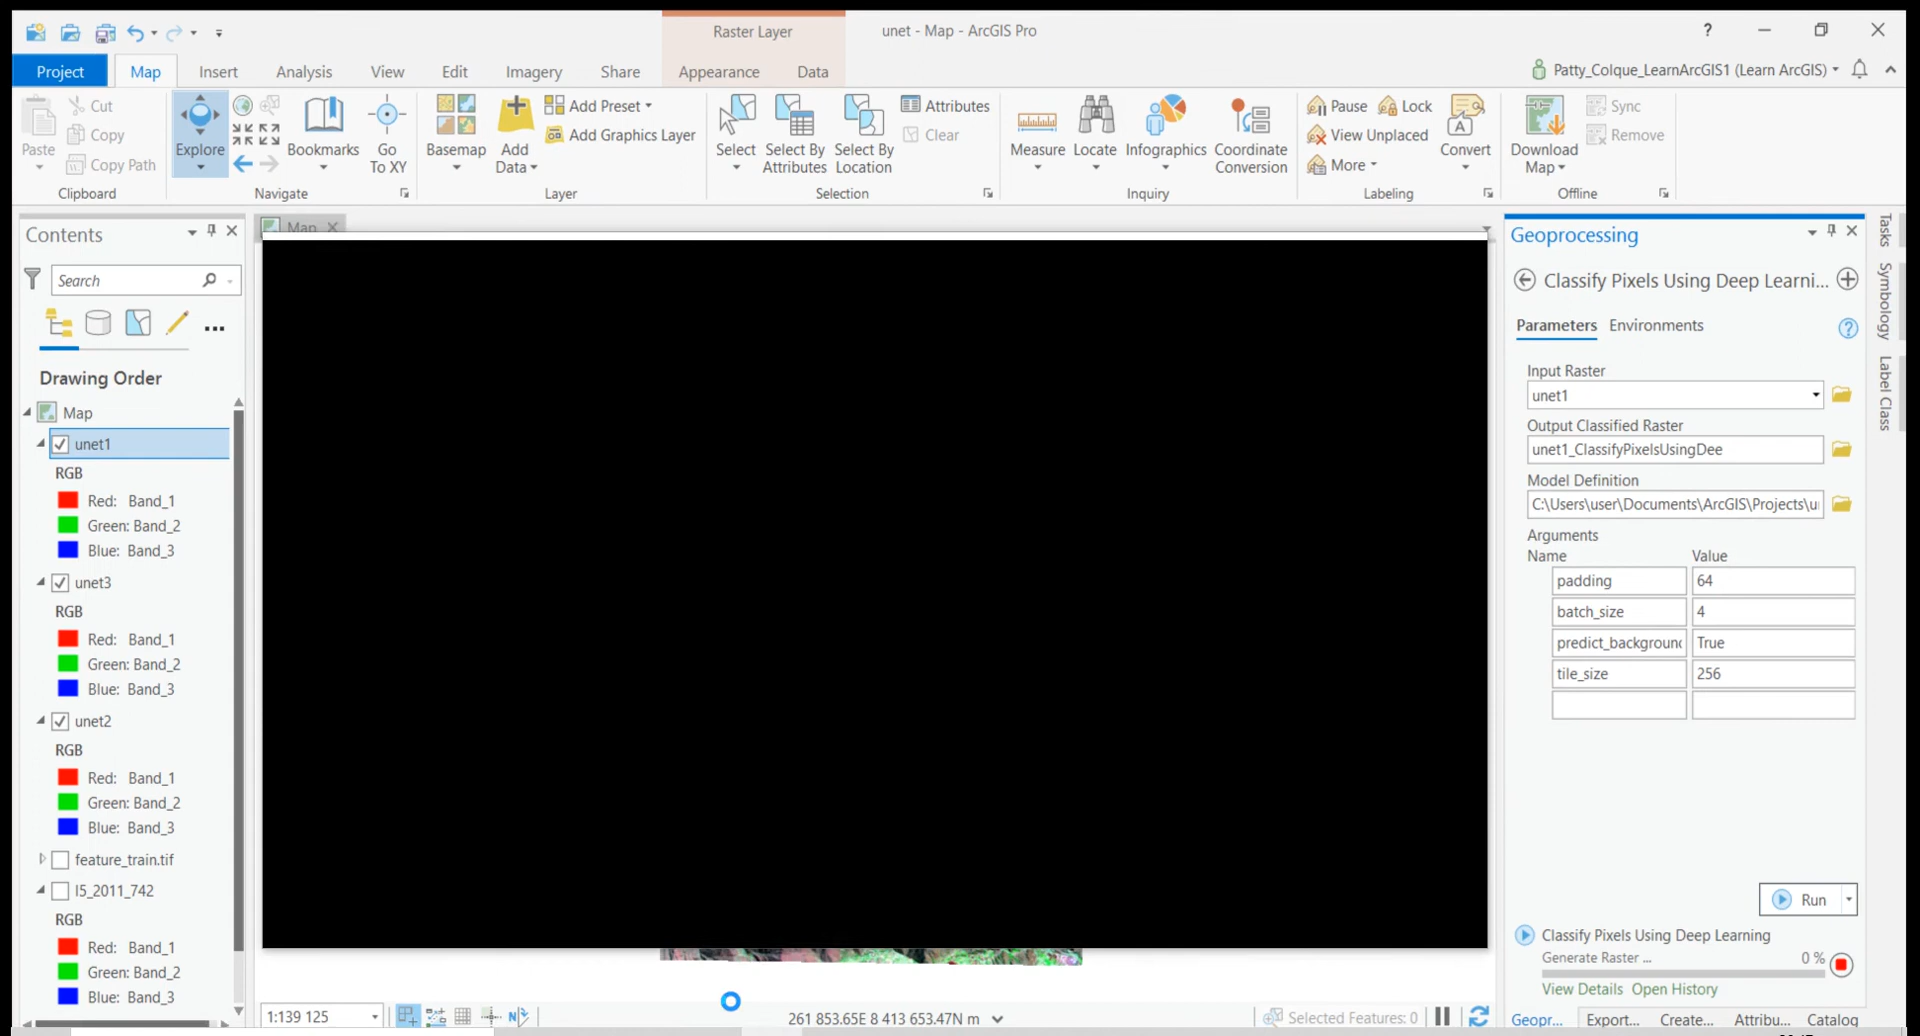 Raster Layer
unet - Map - ArcGIS Pro
?
Project
Map
Insert
Analysis
View
Edit
Imagery
Share
Appearance
Data
Patty_Colque_LearnArcGIS1 (Learn ArcGIS)
Paste
Cut
Copy
Copy Path
Clipboard
Explore
Bookmarks
Go
To XY
Navigate
Basemap
Add
Data
Add Preset
Add Graphics Layer
Layer
Select
Select By
Attributes
Select By
Location
Attributes
Clear
Selection
Measure
Locate
Infographics
Coordinate
Conversion
Inquiry
Pause
Lock
View Unplaced
More
Convert
Labeling
Download
Map
Sync
Remove
Offline
Contents
Search
Drawing Order
Map
unet1
RGB
Red: Band_1
Green: Band_2
Blue: Band_3
unet3
RGB
Red: Band_1
Green: Band_2
Blue: Band_3
unet2
RGB
Red: Band_1
Green: Band_2
Blue: Band_3
feature_train.tif
I5_2011_742
RGB
Red: Band_1
Green: Band_2
Blue: Band_3
Map
1:139 125
261 853.65E 8 413 653.47N m
Selected Features: 0
Geoprocessing
Classify Pixels Using Deep Learni...
Parameters
Environments
?
Input Raster
unet1
Output Classified Raster
unet1_ClassifyPixelsUsingDee
Model Definition
C:\Users\user\Documents\ArcGIS\Projects\u
Arguments
Name
Value
padding
64
batch_size
4
predict_background
True
tile_size
256
Run
Classify Pixels Using Deep Learning
Generate Raster ...
0 %
View Details
Open History
Geopr...
Export...
Create...
Attribu...
Catalog
Tasks
Symbology
Label Class